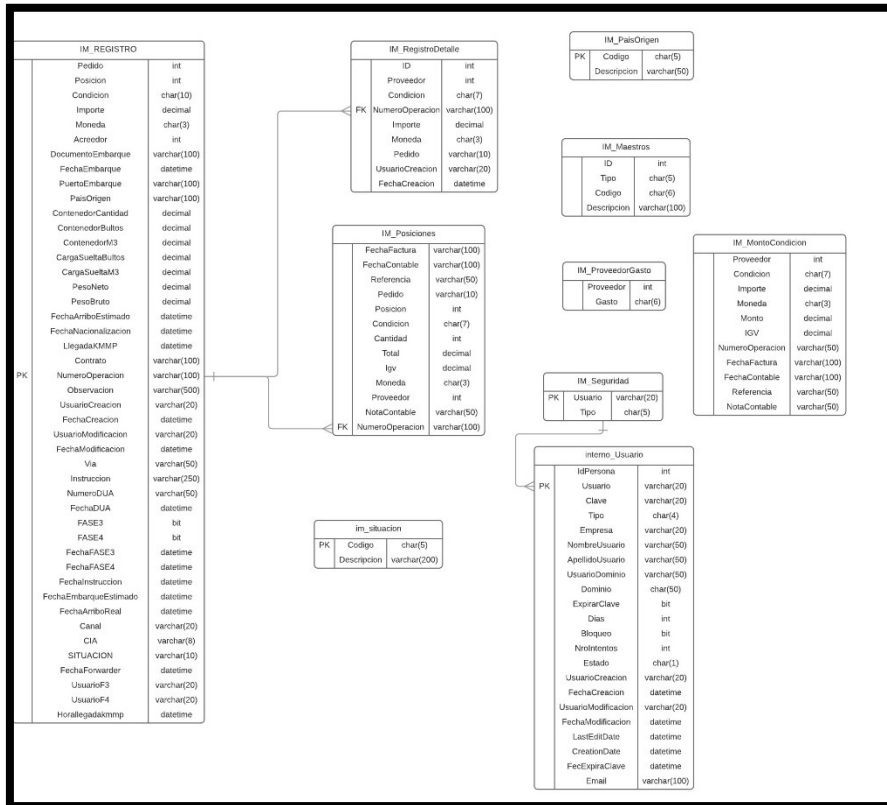 IM_REGISTRO
Pedido int
Posicion int
Condicion char(10)
Importe decimal
Moneda char(3)
Acreedor int
DocumentoEmbarque varchar(100)
FechaEmbarque datetime
PuertoEmbarque varchar(100)
PaisOrigen varchar(100)
ContenedorCantidad decimal
ContenedorBultos decimal
ContenedorM3 decimal
CargaSueltaBultos decimal
CargaSueltaM3 decimal
PesoNeto decimal
PesoBruto decimal
FechaArriboEstimado datetime
FechaNacionalizacion datetime
LlegadaKMMP datetime
Contrato varchar(100)
PK NumeroOperacion varchar(100)
Observacion varchar(500)
UsuarioCreacion varchar(20)
FechaCreacion datetime
UsuarioModificacion varchar(20)
FechaModificacion datetime
Via varchar(50)
Instruccion varchar(250)
NumeroDUA varchar(50)
FechaDUA datetime
FASE3 bit
FASE4 bit
FechaFASE3 datetime
FechaFASE4 datetime
FechaInstruccion datetime
FechaEmbarqueEstimado datetime
FechaArriboReal datetime
Canal varchar(20)
CIA varchar(8)
SITUACION varchar(10)
FechaForwarder datetime
UsuarioF3 varchar(20)
UsuarioF4 varchar(20)
Horallegadakmmp datetime
IM_RegistroDetalle
ID int
Proveedor int
Condicion char(7)
FK NumeroOperacion varchar(100)
Importe decimal
Moneda char(3)
Pedido varchar(10)
UsuarioCreacion varchar(20)
FechaCreacion datetime
IM_Posiciones
FechaFactura varchar(100)
FechaContable varchar(100)
Referencia varchar(50)
Pedido varchar(10)
Posicion int
Condicion char(7)
Cantidad int
Total decimal
Igv decimal
Moneda char(3)
Proveedor int
NotaContable varchar(50)
FK NumeroOperacion varchar(100)
im_situacion
PK Codigo char(5)
Descripcion varchar(200)
IM_PaisOrigen
PK Codigo char(5)
Descripcion varchar(50)
IM_Maestros
ID int
Tipo char(5)
Codigo char(6)
Descripcion varchar(100)
IM_ProveedorGasto
Proveedor int
Gasto char(6)
IM_MontoCondicion
Proveedor int
Condicion char(7)
Importe decimal
Moneda char(3)
Monto decimal
IGV decimal
NumeroOperacion varchar(50)
FechaFactura varchar(100)
FechaContable varchar(100)
Referencia varchar(50)
NotaContable varchar(50)
IM_Seguridad
PK Usuario varchar(20)
Tipo char(5)
interno_Usuario
IdPersona int
PK Usuario varchar(20)
Clave varchar(20)
Tipo char(4)
Empresa varchar(20)
NombreUsuario varchar(50)
ApellidoUsuario varchar(50)
UsuarioDominio varchar(50)
Dominio char(50)
ExpirarClave bit
Dias int
Bloqueo bit
NroIntentos int
Estado char(1)
UsuarioCreacion varchar(20)
FechaCreacion datetime
UsuarioModificacion varchar(20)
FechaModificacion datetime
LastEditDate datetime
CreationDate datetime
FecExpiraClave datetime
Email varchar(100)